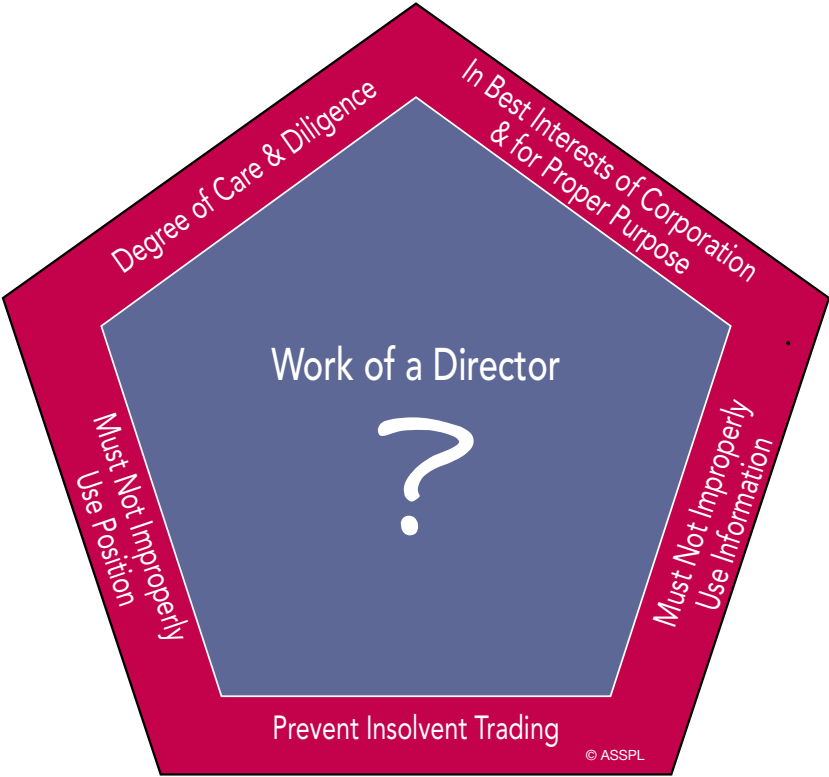 Degree of Care & Diligence
In Best Interests of Corporation
& for Proper Purpose
Work of a Director
?
Must Not Improperly
Use Position
Must Not Improperly
Use Information
Prevent Insolvent Trading
© ASSPL